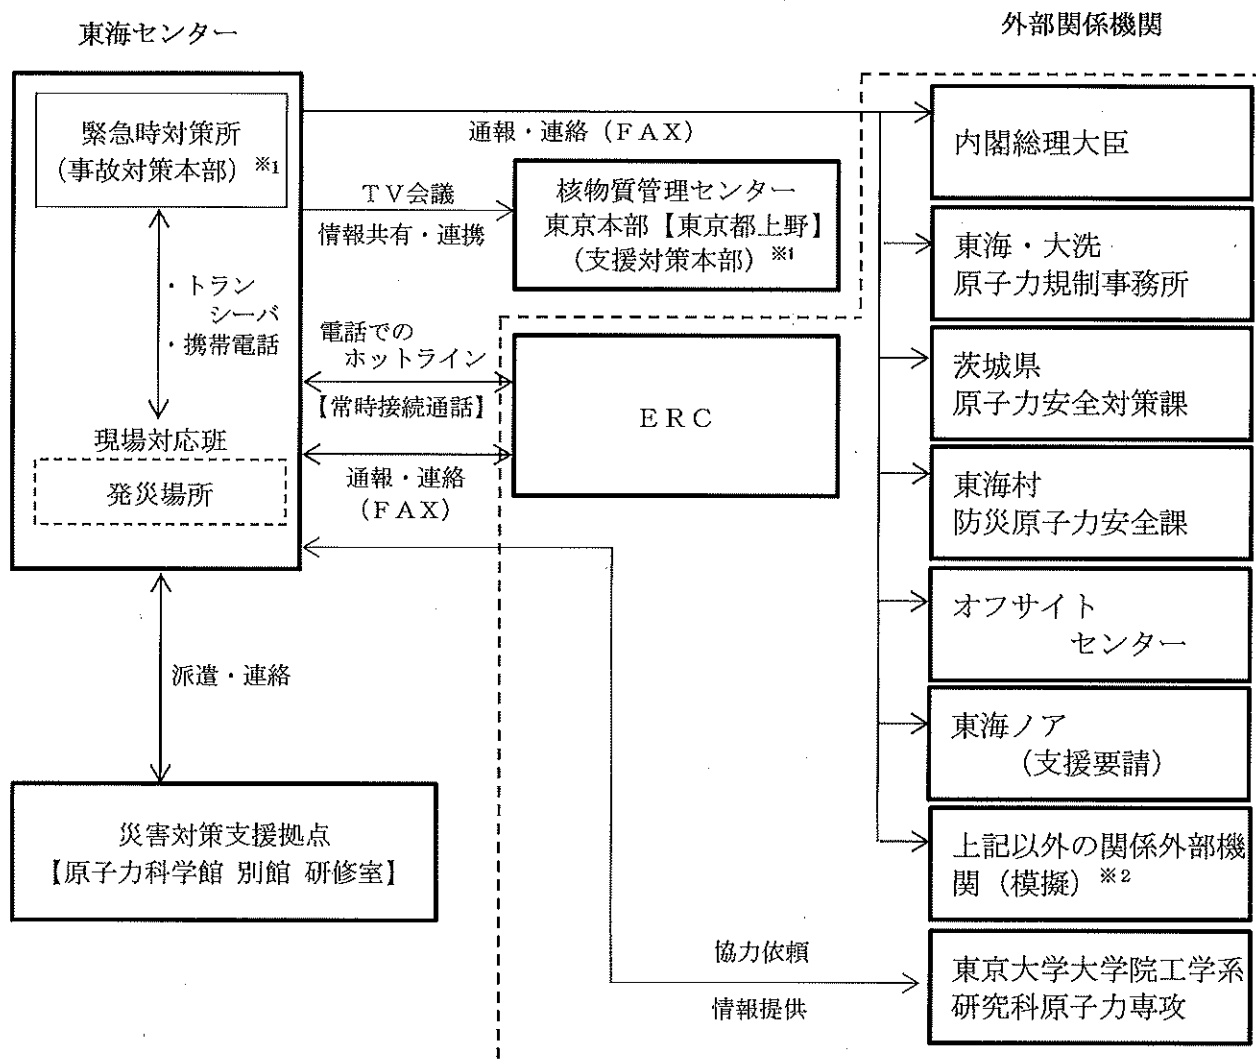 東海センター
外部関係機関
緊急時対策所
(事故対策本部)※1
・トラン
シーバ
・携帯電話
現場対応班
発災場所
通報・連絡(FAX)
TV会議
情報共有・連携
核物質管理センター
東京本部【東京都上野】
(支援対策本部)※1
電話での
ホットライン
【常時接続通話】
通報・連絡
(FAX)
ERC
内閣総理大臣
東海・大洗
原子力規制事務所
茨城県
原子力安全対策課
東海村
防災原子力安全課
オフサイト
センター
東海ノア
(支援要請)
上記以外の関係外部機
関(模擬)※2
東京大学大学院工学系
研究科原子力専攻
協力依頼
情報提供
派遣・連絡
災害対策支援拠点
【原子力科学館 別館 研修室】